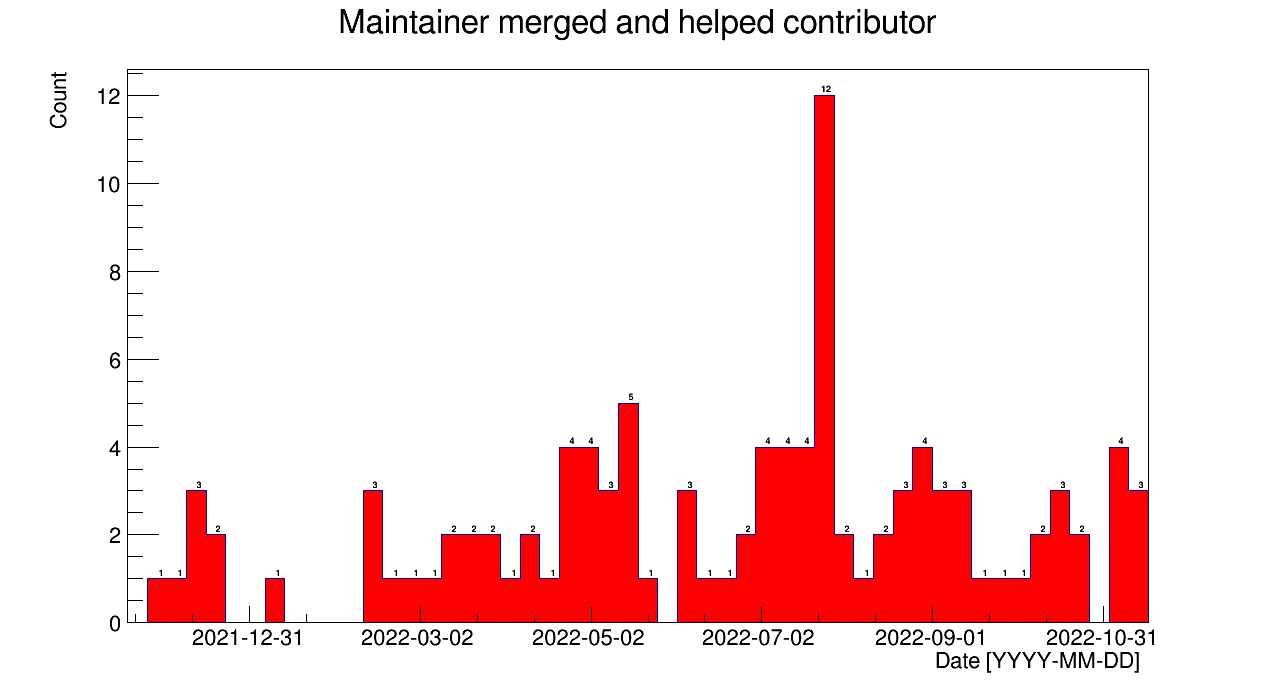 Maintainer merged and helped contributor
Count
12
10
8
6
4
2
0
1 1 3 2 1 3 1 1 1 2 2 2 1 2 1 4 4 3 5 1 3 1 1 2 4 4 4 12 2 1 2 3 4 3 3 1 1 1 2 3 2 4 3
2021-12-31 2022-03-02 2022-05-02 2022-07-02 2022-09-01 2022-10-31
Date [YYYY-MM-DD]